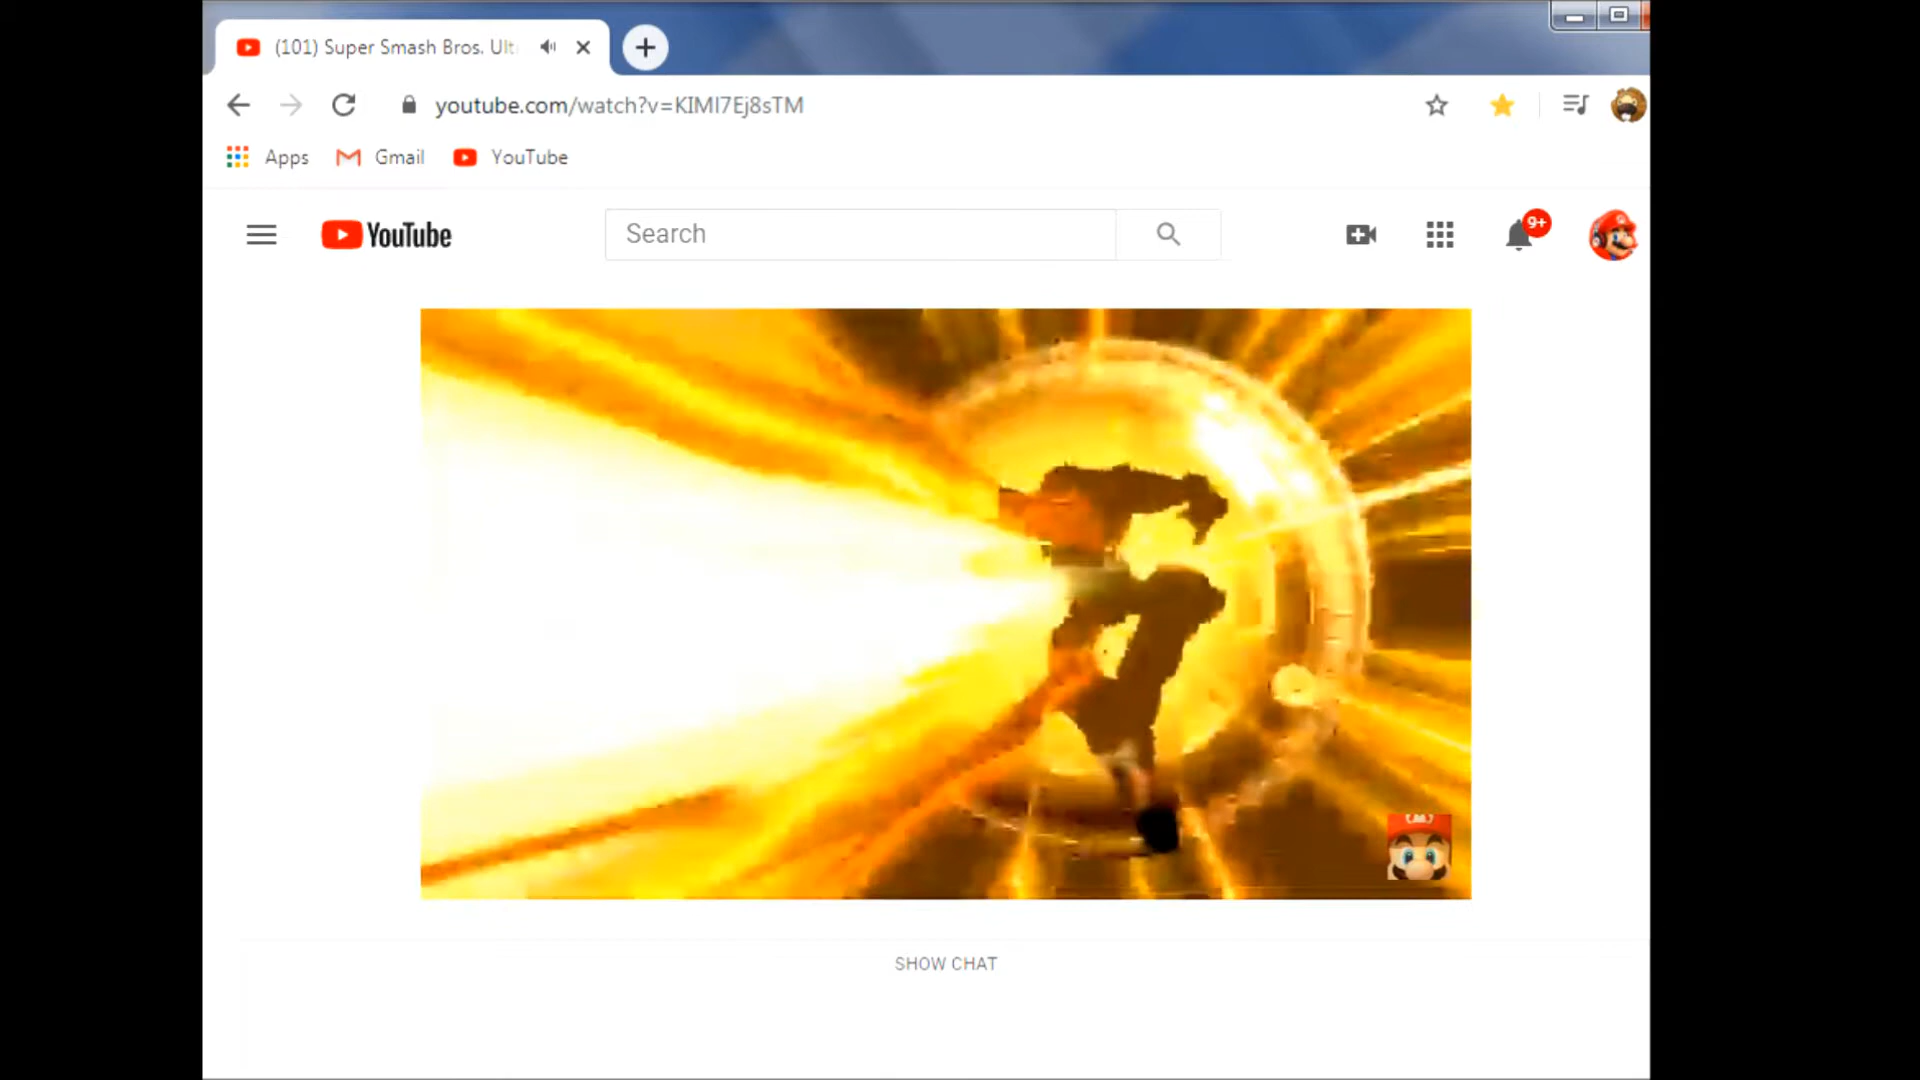 (101) Super Smash Bros. Ult
youtube.com/watch?v=KIMI7Ej8sTM
Apps
Gmail
YouTube
YouTube
Search
9+
M
SHOW CHAT